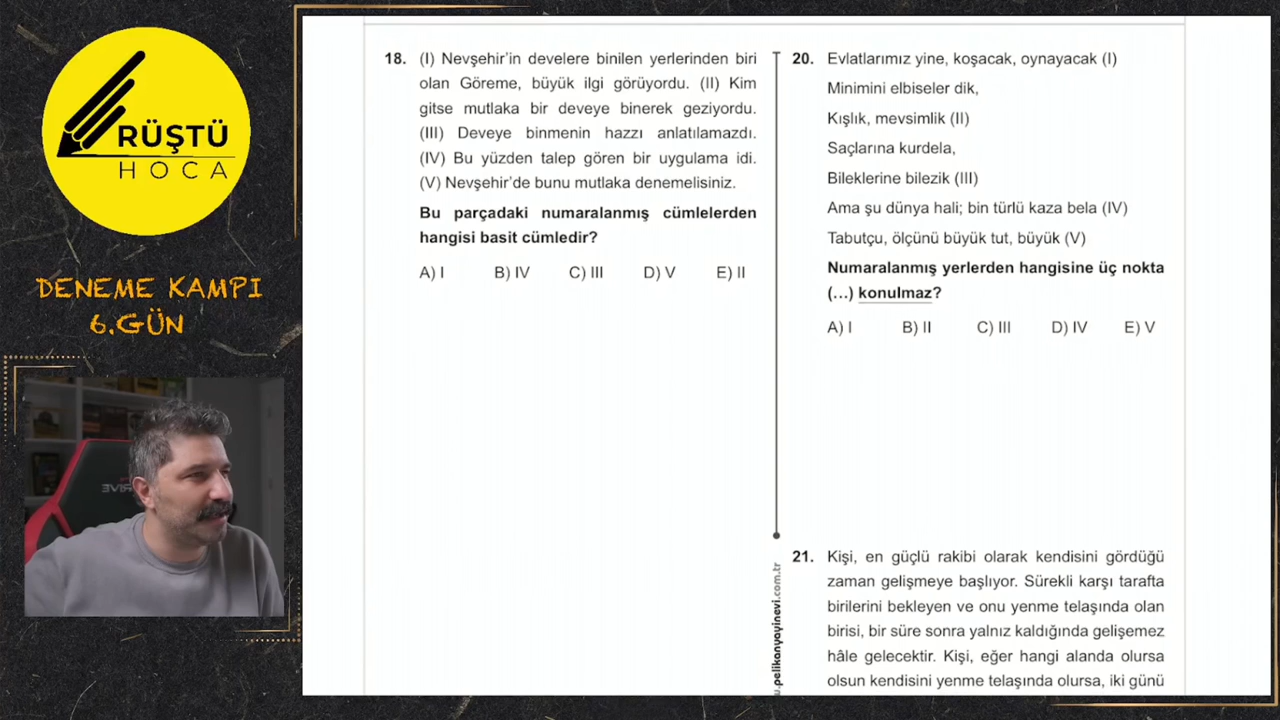 RÜŞTÜ
HOCA
DENEME KAMPI
6.GÜN
18. (I) Nevşehir’in develere binilen yerlerinden biri
olan Göreme, büyük ilgi görüyordu. (II) Kim
gitse mutlaka bir deveye binerek geziyordu.
(III) Deveye binmenin hazzı anlatılamazdı.
(IV) Bu yüzden talep gören bir uygulama idi.
(V) Nevşehir’de bunu mutlaka denemelisiniz.
Bu parçadaki numaralanmış cümlelerden
hangisi basit cümledir?
A) I B) IV C) III D) V E) II
20. Evlatlarımız yine, koşacak, oynayacak (I)
Minimini elbiseler dik,
Kışlık, mevsimlik (II)
Saçlarına kurdela,
Bileklerine bilezik (III)
Ama şu dünya hali; bin türlü kaza bela (IV)
Tabutçu, ölçünü büyük tut, büyük (V)
Numaralanmış yerlerden hangisine üç nokta
(...) konulmaz?
A) I B) II C) III D) IV E) V
21. Kişi, en güçlü rakibi olarak kendisini gördüğü
zaman gelişmeye başlıyor. Sürekli karşı tarafta
birilerini bekleyen ve onu yenme telaşında olan
birisi, bir süre sonra yalnız kaldığında gelişemez
hâle gelecektir. Kişi, eğer hangi alanda olursa
olsun kendisini yenme telaşında olursa, iki günü
.pelikanyayinevi.com.tr